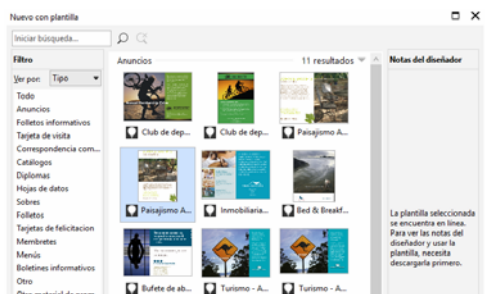 Nuevo con plantilla
Iniciar búsqueda...
Filtro
Ver por: Tipo
Todo
Anuncios
Folletos informativos
Tarjeta de visita
Correspondencia com...
Catálogos
Diplomas
Hojas de datos
Sobres
Folletos
Tarjetas de felicitacion
Membretes
Menús
Boletines informativos
Otro
Anuncios 11 resultados
Club de dep... Club de dep... Paisajismo A...
Paisajismo A... Inmobiliaria... Bed & Breakf...
Bufete de ab... Turismo - A... Turismo - A...
Notas del diseñador
La plantilla seleccionada
se encuentra en línea.
Para ver las notas del
diseñador y usar la
plantilla, necesita
descargarla primero.